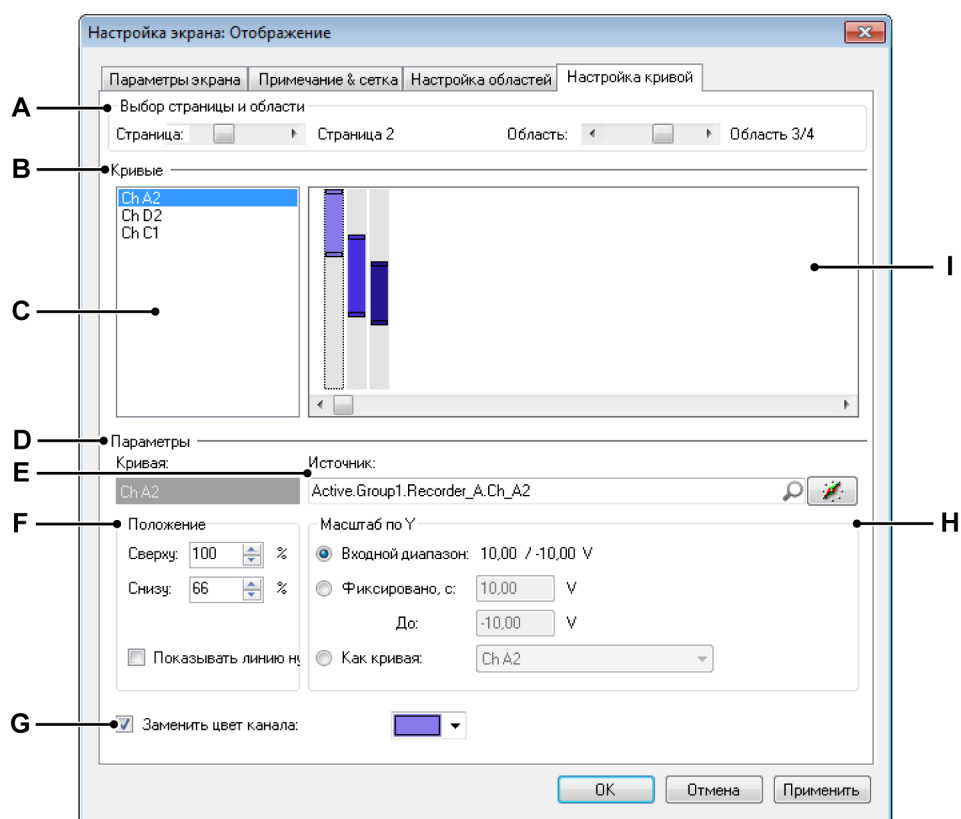 Настройка экрана: Отображение
Параметры экрана Примечание & сетка Настройка областей Настройка кривой
A Выбор страницы и области
Страница: Страница 2 Область: Область 3/4
B Кривые
Ch A2
Ch D2
Ch C1
I
C
D Параметры
Кривая: Источник:
E
Ch A2 Active.Group1.Recorder_A.Ch_A2
F Положение Масштаб по Y H
Сверху: 100 % Входной диапазон: 10,00 / -10,00 V
Снизу: 66 % Фиксировано, с: 10,00 V
До: -10,00 V
Показывать линию ну Как кривая: Ch A2
G Заменить цвет канала:
OK Отмена Применить